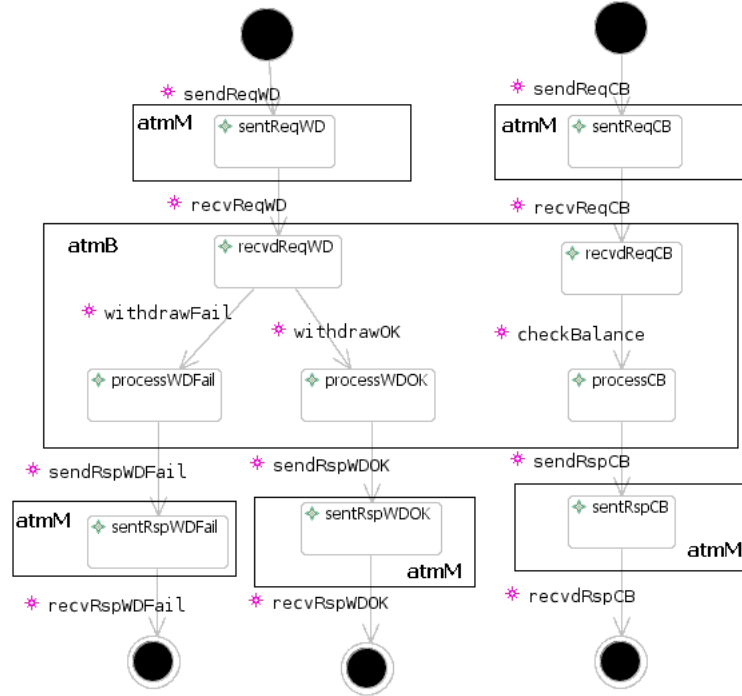 sendReqWD
sendReqCB
atmM
sentReqWD
atmM
sentReqCB
recvReqWD
recvReqCB
atmB
recvdReqWD
recvdReqCB
withdrawFail
withdrawOK
checkBalance
processWDFail
processWDOK
processCB
sendRspWDFail
sendRspWDOK
sendRspCB
atmM
sentRspWDFail
sentRspWDOK
atmM
sentRspCB
atmM
recvRspWDFail
recvRspWDOK
recvdRspCB